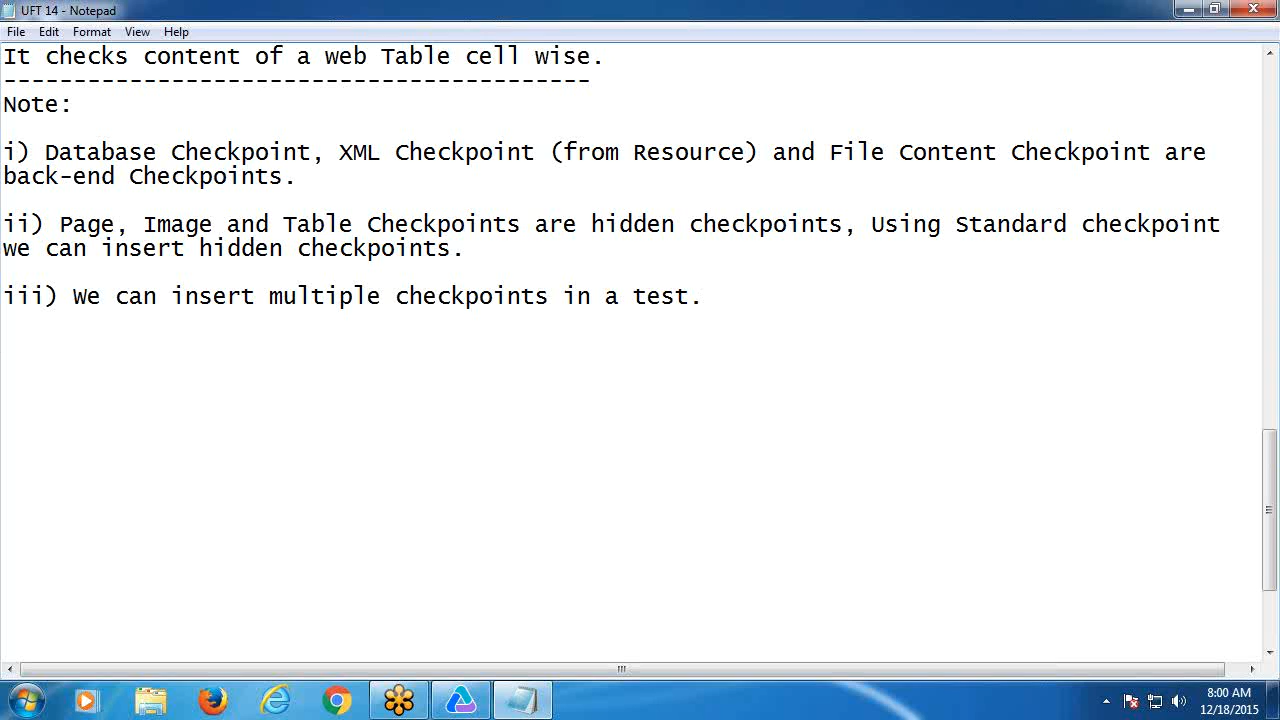 UFT 14 - Notepad
File Edit Format View Help
It checks content of a web Table cell wise.
------------------------------------------
Note:
i) Database Checkpoint, XML Checkpoint (from Resource) and File Content Checkpoint are
back-end Checkpoints.
ii) Page, Image and Table Checkpoints are hidden checkpoints, Using Standard checkpoint
we can insert hidden checkpoints.
iii) We can insert multiple checkpoints in a test.
8:00 AM
12/18/2015